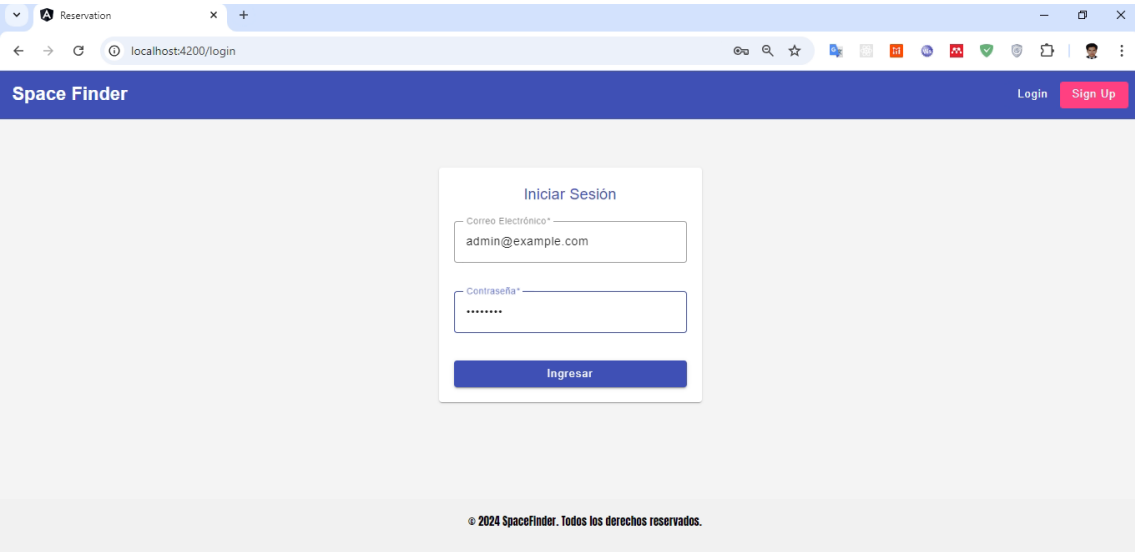 Reservation
localhost:4200/login
Space Finder
Login
Sign Up
Iniciar Sesión
Correo Electrónico*
admin@example.com
Contraseña*
••••••••
Ingresar
© 2024 SpaceFinder. Todos los derechos reservados.